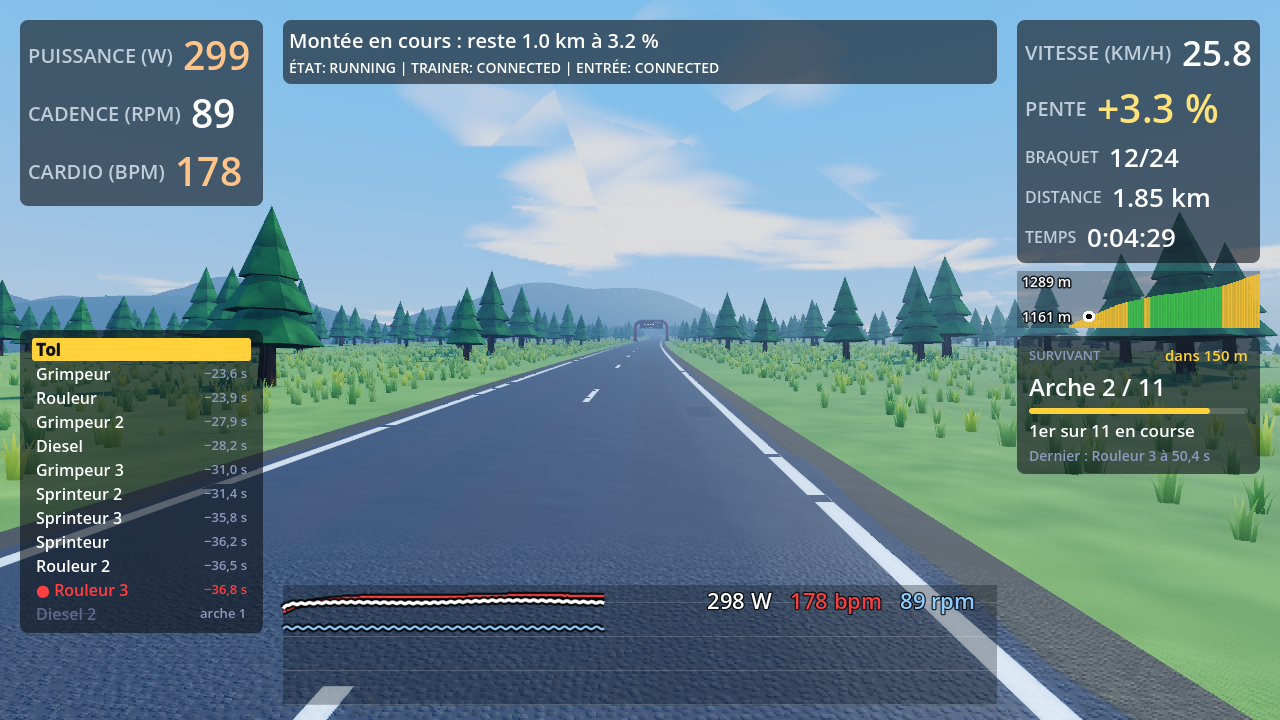 PUISSANCE (W) 299
CADENCE (RPM) 89
CARDIO (BPM) 178
Montée en cours : reste 1.0 km à 3.2 %
ÉTAT: RUNNING | TRAINER: CONNECTED | ENTRÉE: CONNECTED
VITESSE (KM/H) 25.8
PENTE +3.3 %
BRAQUET 12/24
DISTANCE 1.85 km
TEMPS 0:04:29
1289 m
1161 m
SURVIVANT dans 150 m
Arche 2 / 11
1er sur 11 en course
Dernier : Rouleur 3 à 50,4 s
Toi
Grimpeur −23,6 s
Rouleur −23,9 s
Grimpeur 2 −27,9 s
Diesel −28,2 s
Grimpeur 3 −31,0 s
Sprinteur 2 −31,4 s
Sprinteur 3 −35,8 s
Sprinteur −36,2 s
Rouleur 2 −36,5 s
Rouleur 3 −36,8 s
Diesel 2 arche 1
298 W 178 bpm 89 rpm